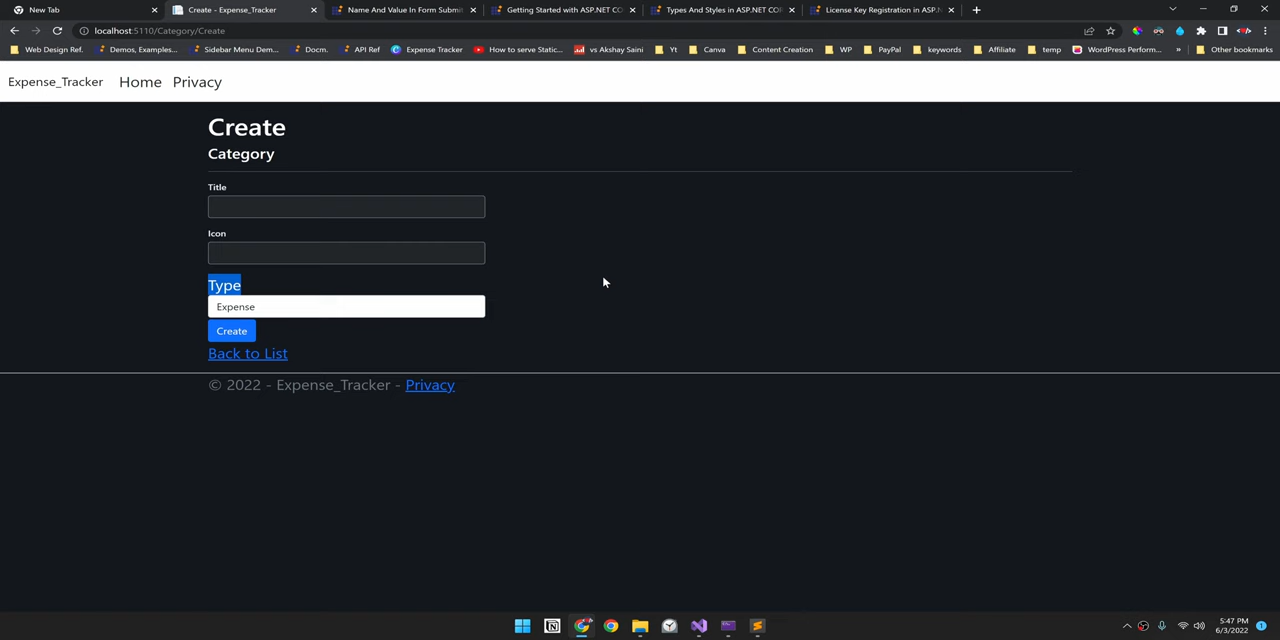 New Tab
Create - Expense_Tracker
Name And Value In Form Submit
Getting Started with ASP.NET CO
Types And Styles in ASP.NET COR
License Key Registration in ASP.N
localhost:5110/Category/Create
Web Design Ref.
Demos, Examples...
Sidebar Menu Dem...
Docm.
API Ref
Expense Tracker
How to serve Static...
vs Akshay Saini
Yt
Canva
Content Creation
WP
PayPal
keywords
Affiliate
temp
WordPress Perform...
»
Other bookmarks
Expense_Tracker
Home
Privacy
Create
Category
Title
Icon
Type
Expense
Create
Back to List
© 2022 - Expense_Tracker - Privacy
5:47 PM
6/3/2022
1